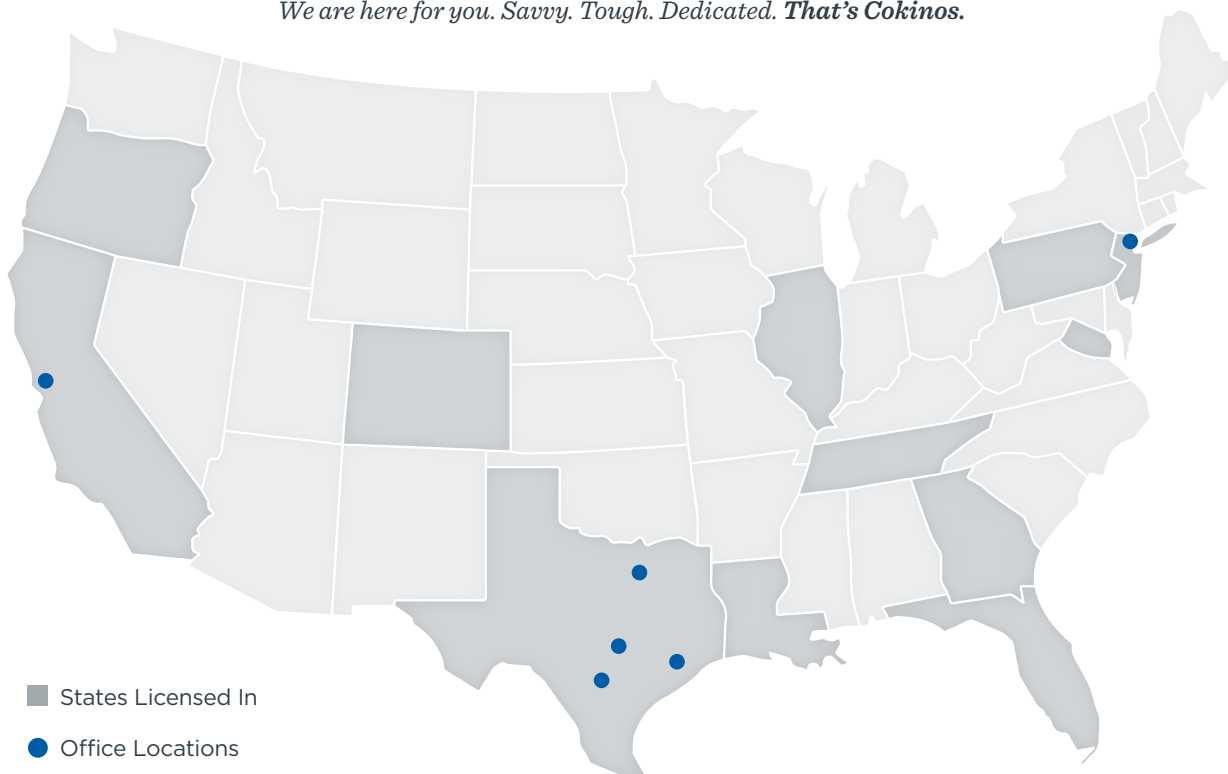 We are here for you. Savvy. Tough. Dedicated. That's Cokinos.
States Licensed In
Office Locations